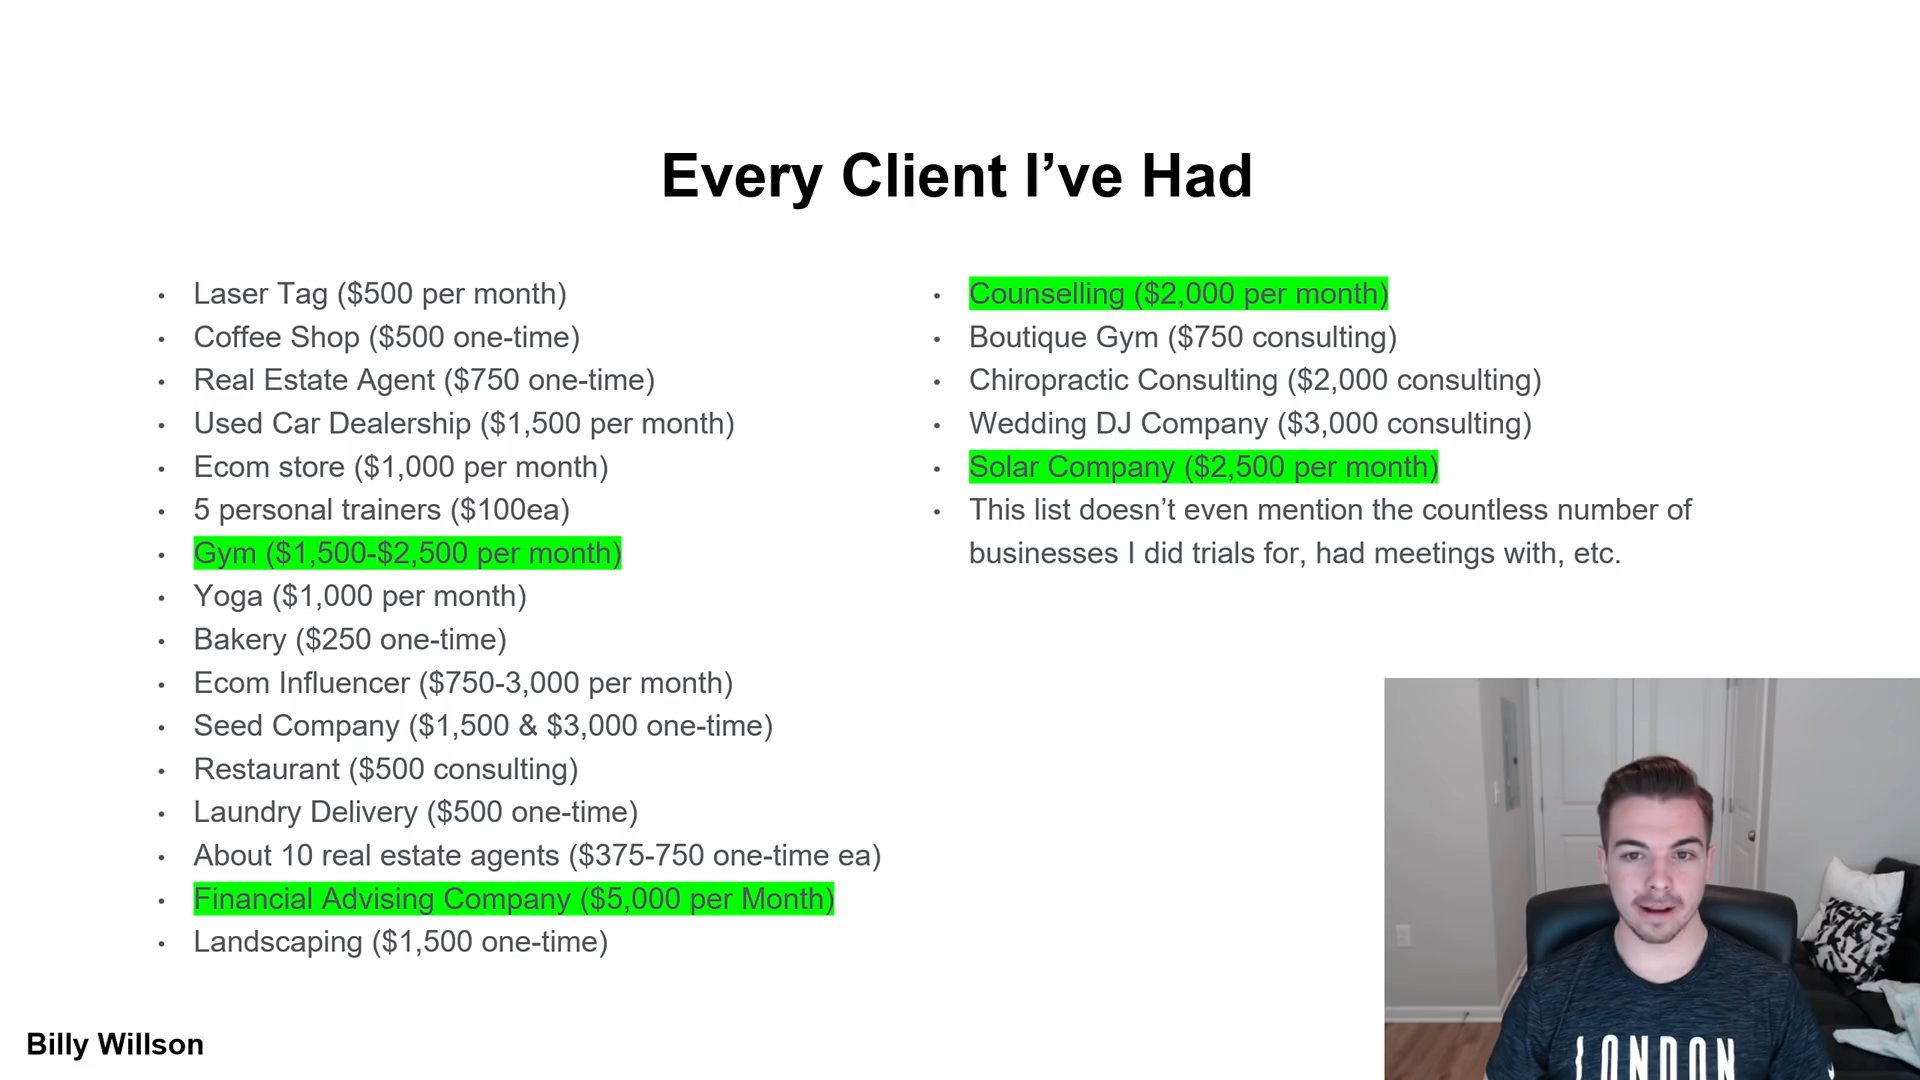 Every Client I’ve Had
• Laser Tag ($500 per month)
• Coffee Shop ($500 one-time)
• Real Estate Agent ($750 one-time)
• Used Car Dealership ($1,500 per month)
• Ecom store ($1,000 per month)
• 5 personal trainers ($100ea)
• Gym ($1,500-$2,500 per month)
• Yoga ($1,000 per month)
• Bakery ($250 one-time)
• Ecom Influencer ($750-3,000 per month)
• Seed Company ($1,500 & $3,000 one-time)
• Restaurant ($500 consulting)
• Laundry Delivery ($500 one-time)
• About 10 real estate agents ($375-750 one-time ea)
• Financial Advising Company ($5,000 per Month)
• Landscaping ($1,500 one-time)
• Counselling ($2,000 per month)
• Boutique Gym ($750 consulting)
• Chiropractic Consulting ($2,000 consulting)
• Wedding DJ Company ($3,000 consulting)
• Solar Company ($2,500 per month)
• This list doesn’t even mention the countless number of
businesses I did trials for, had meetings with, etc.
Billy Willson
LONDON